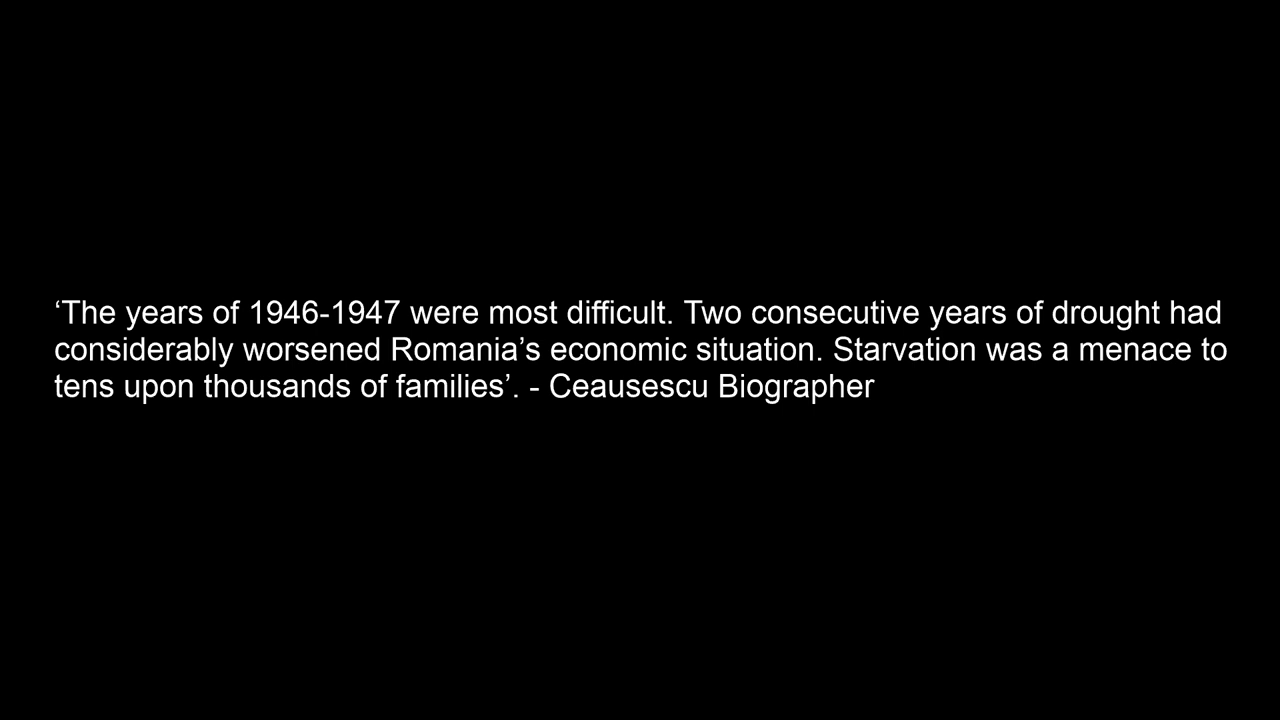 ‘The years of 1946-1947 were most difficult. Two consecutive years of drought had
considerably worsened Romania’s economic situation. Starvation was a menace to
tens upon thousands of families’. - Ceausescu Biographer